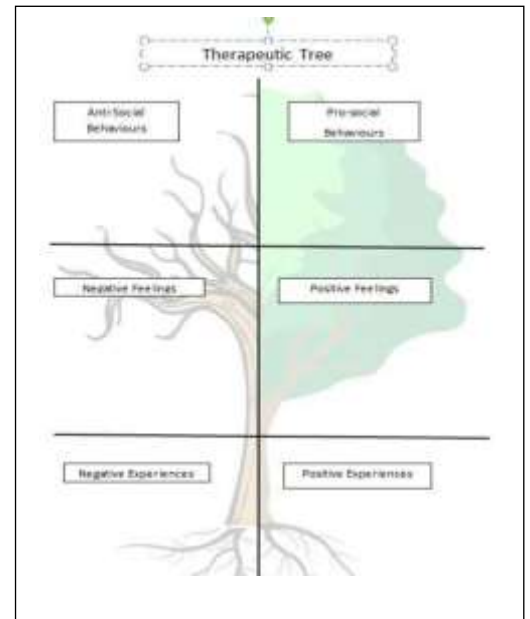 Therapeutic Tree
Anti-Social
Behaviours
Pro-social
Behaviours
Negative Feelings
Positive Feelings
Negative Experiences
Positive Experiences